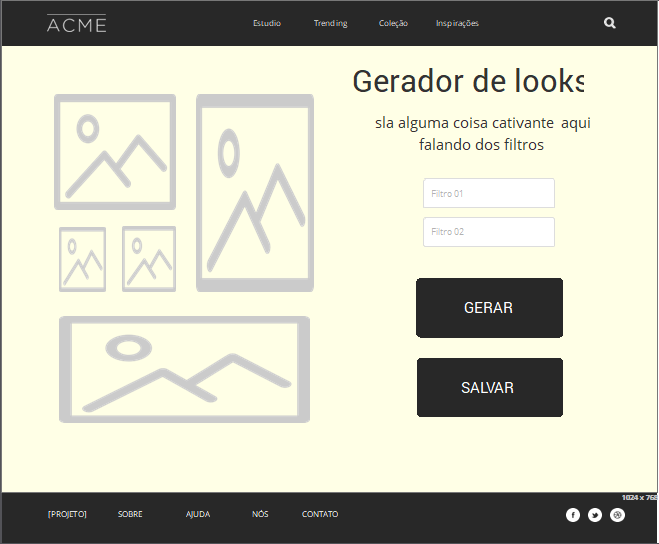 ACME
Estudio Trending Coleção Inspirações
Gerador de looks
sla alguma coisa cativante aqui
falando dos filtros
Filtro 01
Filtro 02
GERAR
SALVAR
1024 x 768
[PROJETO] SOBRE AJUDA NÓS CONTATO